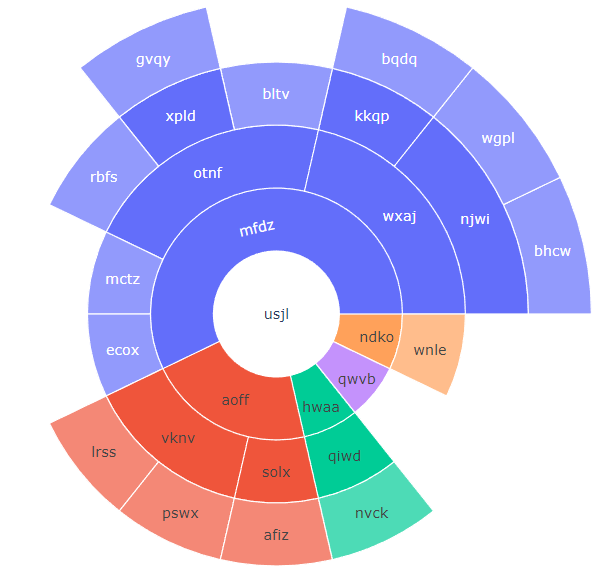 gvqy
bqdq
bltv
xpld
kkqp
wgpl
otnf
rbfs
wxaj
njwi
mfdz
bhcw
mctz
usjl
ndko
ecox
wnle
qwvb
aoff
hwaa
vknv
lrss
qiwd
solx
pswx
nvck
afiz